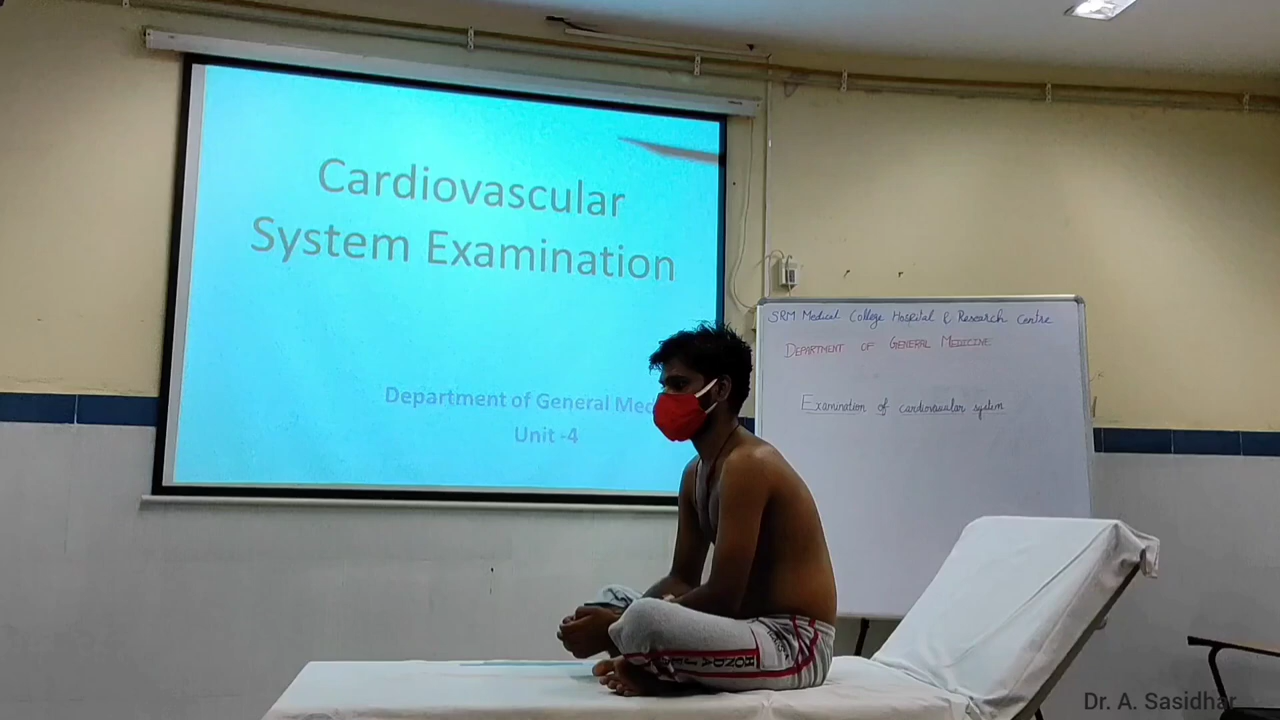 Cardiovascular
System Examination
Department of General Med
Unit -4
SRM Medical College Hospital & Research Centre
DEPARTMENT OF GENERAL MEDICINE
Examination of cardiovascular system
HONDA
Dr. A. Sasidhar